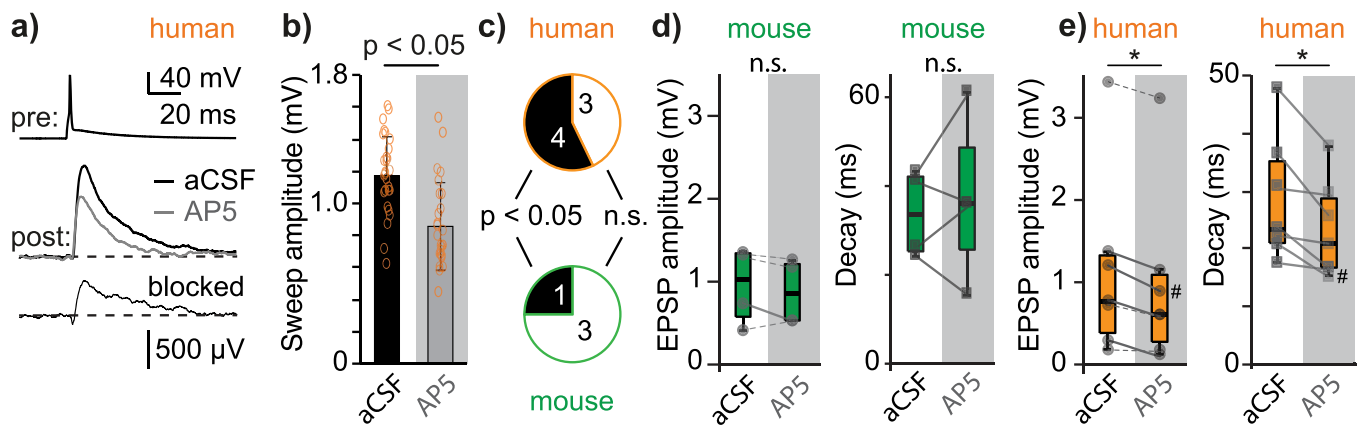 a)
human
40 mV
20 ms
pre:
aCSF
AP5
post:
blocked
500 µV
b)
p < 0.05
Sweep amplitude (mV)
1.8
1.0
0
aCSF
AP5
c)
human
3
4
p < 0.05
n.s.
1
3
mouse
d)
mouse
n.s.
EPSP amplitude (mV)
3
2
1
0
aCSF
AP5
mouse
n.s.
Decay (ms)
60
0
aCSF
AP5
e)
human
*
EPSP amplitude (mV)
3
2
1
0
#
aCSF
AP5
human
*
Decay (ms)
50
0
#
aCSF
AP5